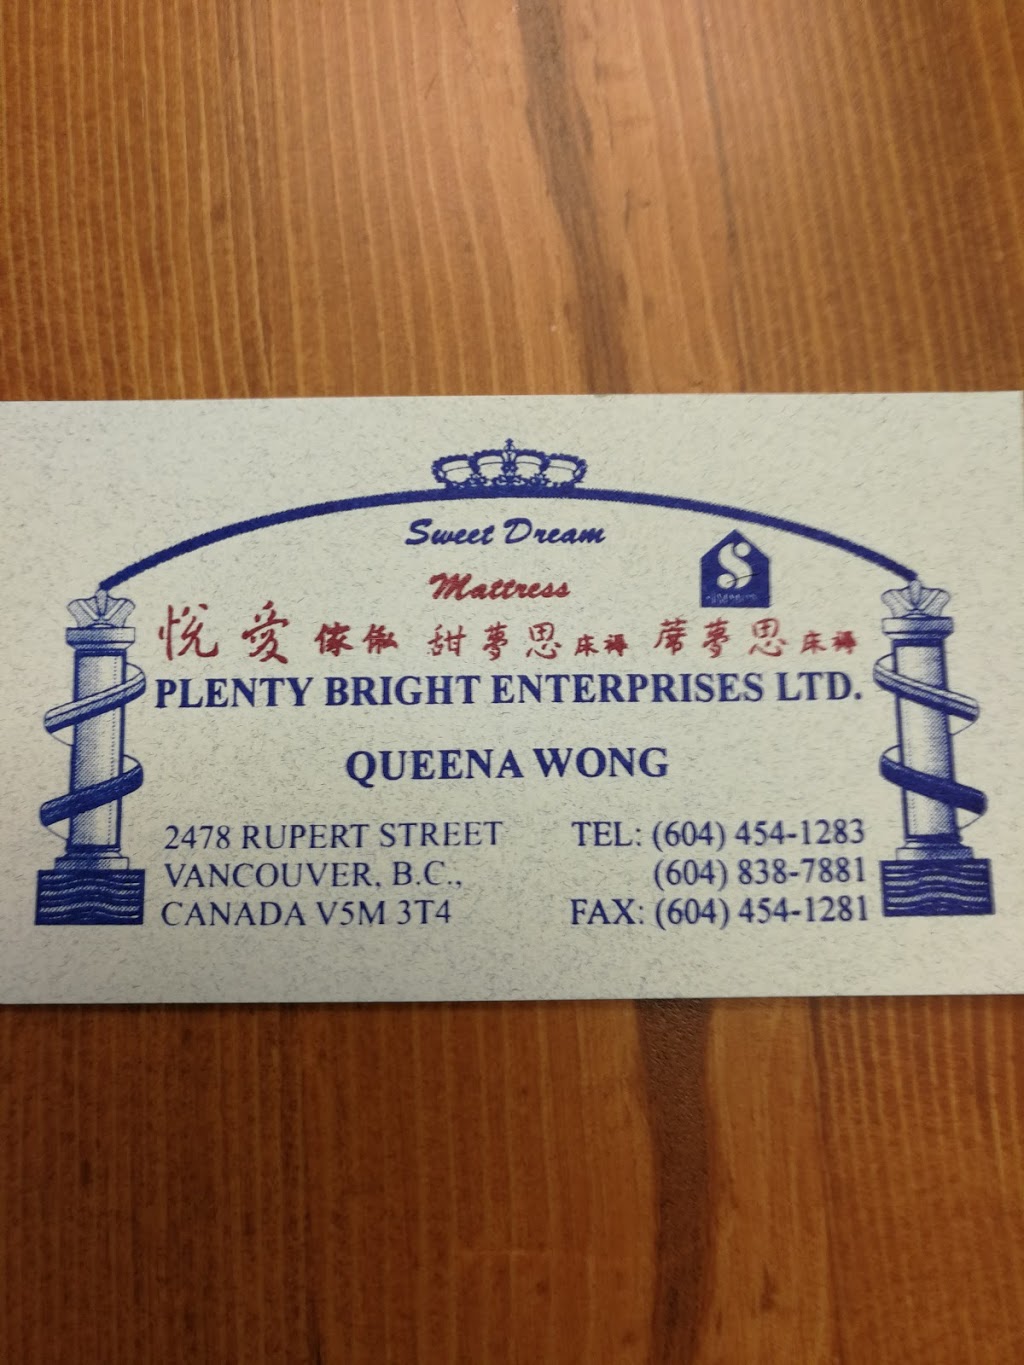 Sweet Dream
Mattress
悅愛傢俬 甜夢思床褥 蓆夢思床褥
PLENTY BRIGHT ENTERPRISES LTD.
QUEENA WONG
2478 RUPERT STREET
VANCOUVER, B.C.,
CANADA V5M 3T4
TEL: (604) 454-1283
(604) 838-7881
FAX: (604) 454-1281